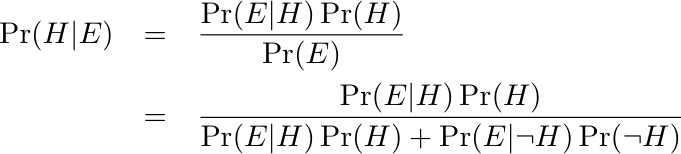 Pr(H|E) = Pr(E|H) Pr(H) / Pr(E)
= Pr(E|H) Pr(H) / Pr(E|H) Pr(H) + Pr(E|¬H) Pr(¬H)